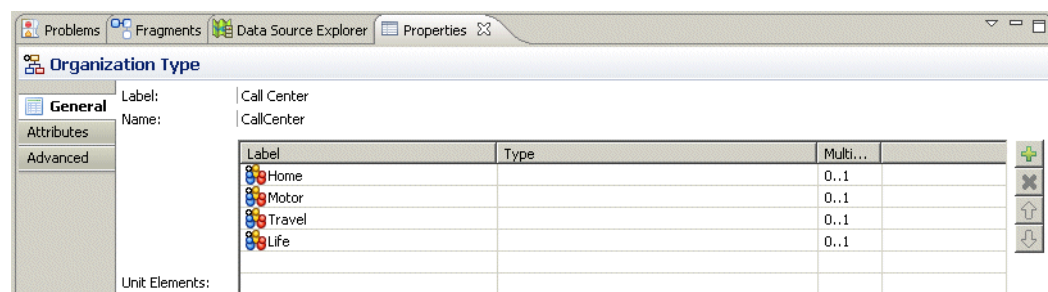 Problems Fragments Data Source Explorer Properties
Organization Type
General
Attributes
Advanced
Label: Call Center
Name: CallCenter
Label Type Multi...
Home 0..1
Motor 0..1
Travel 0..1
Life 0..1
Unit Elements: